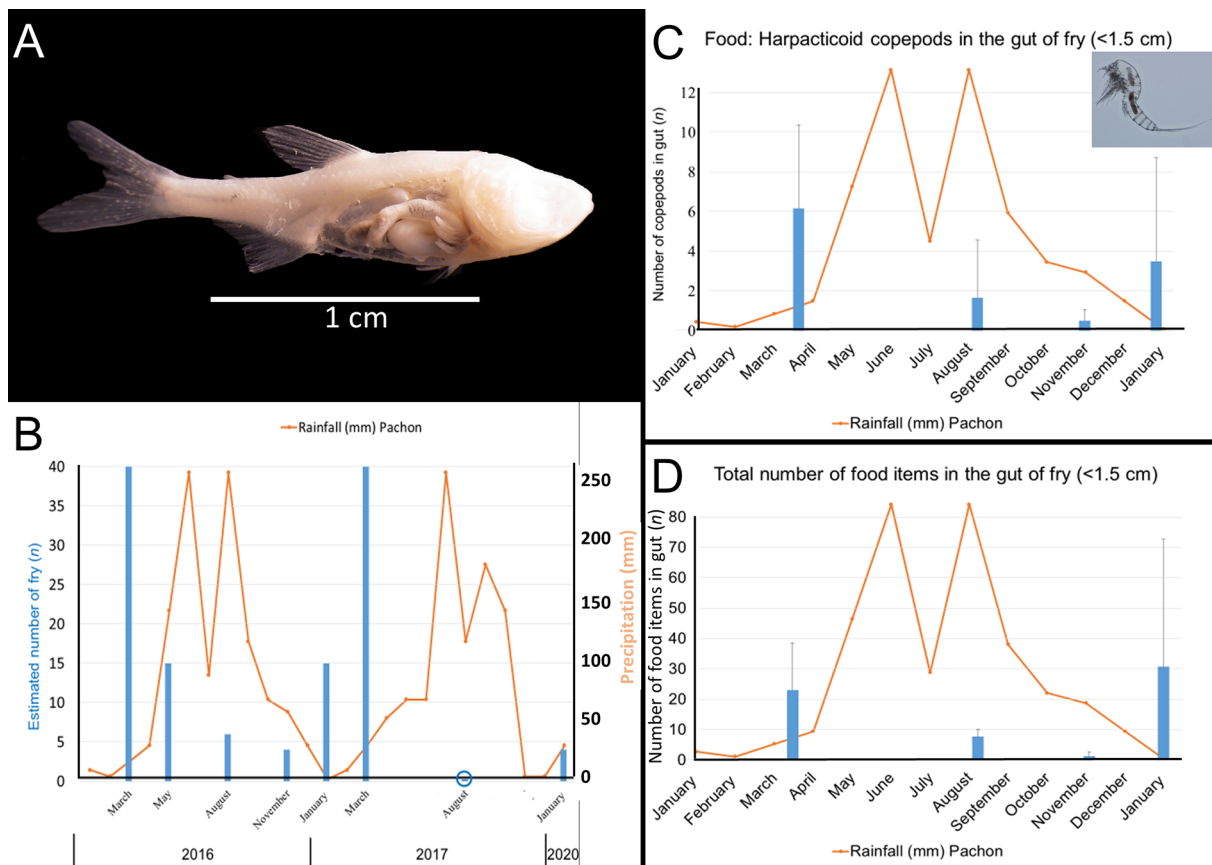 A
1 cm
B
Rainfall (mm) Pachon
Estimated number of fry (n)
40
35
30
25
20
15
10
5
0
Precipitation (mm)
250
200
150
100
50
0
March
May
August
November
January
March
August
January
2016
2017
2020
C
Food: Harpacticoid copepods in the gut of fry (<1.5 cm)
Number of copepods in gut (n)
12
10
8
6
4
2
0
January
February
March
April
May
June
July
August
September
October
November
December
January
Rainfall (mm) Pachon
D
Total number of food items in the gut of fry (<1.5 cm)
Number of food items in gut (n)
80
70
60
50
40
30
20
10
0
January
February
March
April
May
June
July
August
September
October
November
December
January
Rainfall (mm) Pachon